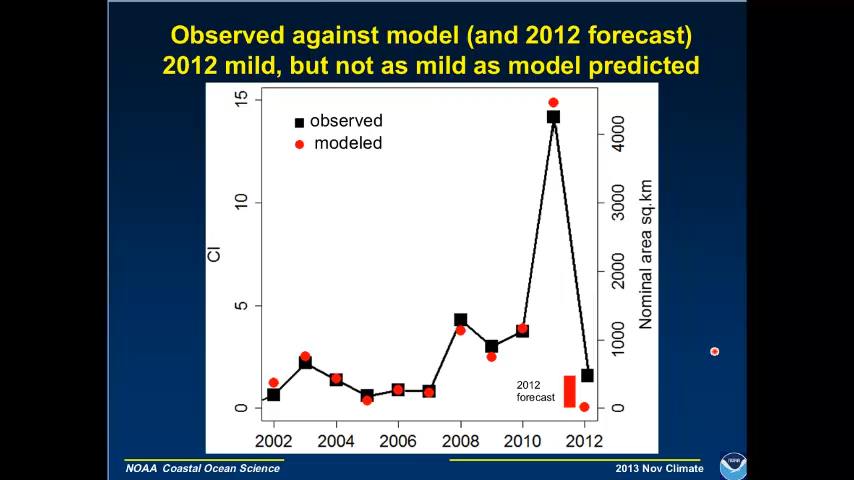 Observed against model (and 2012 forecast)
2012 mild, but not as mild as model predicted
15
10
5
0
CI
observed
modeled
2012
forecast
4000
3000
2000
1000
0
Nominal area sq.km
2002 2004 2006 2008 2010 2012
NOAA Coastal Ocean Science
2013 Nov Climate
NOAA